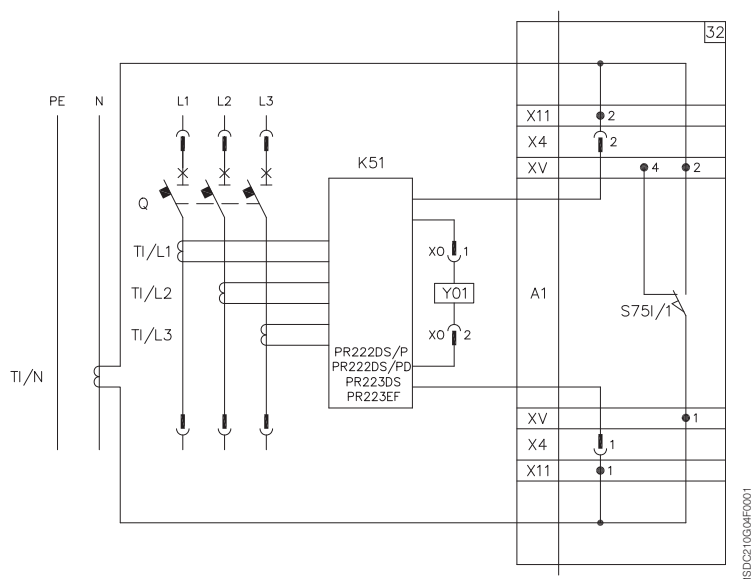 32
PE N L1 L2 L3
X11 2
X4 2
K51
XV 4 2
Q
TI/L1
X0 1
TI/L2
Y01
A1
S75I/1
TI/L3
X0 2
PR222DS/P
PR222DS/PD
PR223DS
PR223EF
TI/N
XV 1
X4 1
X11 1
1SDC210G04F0001